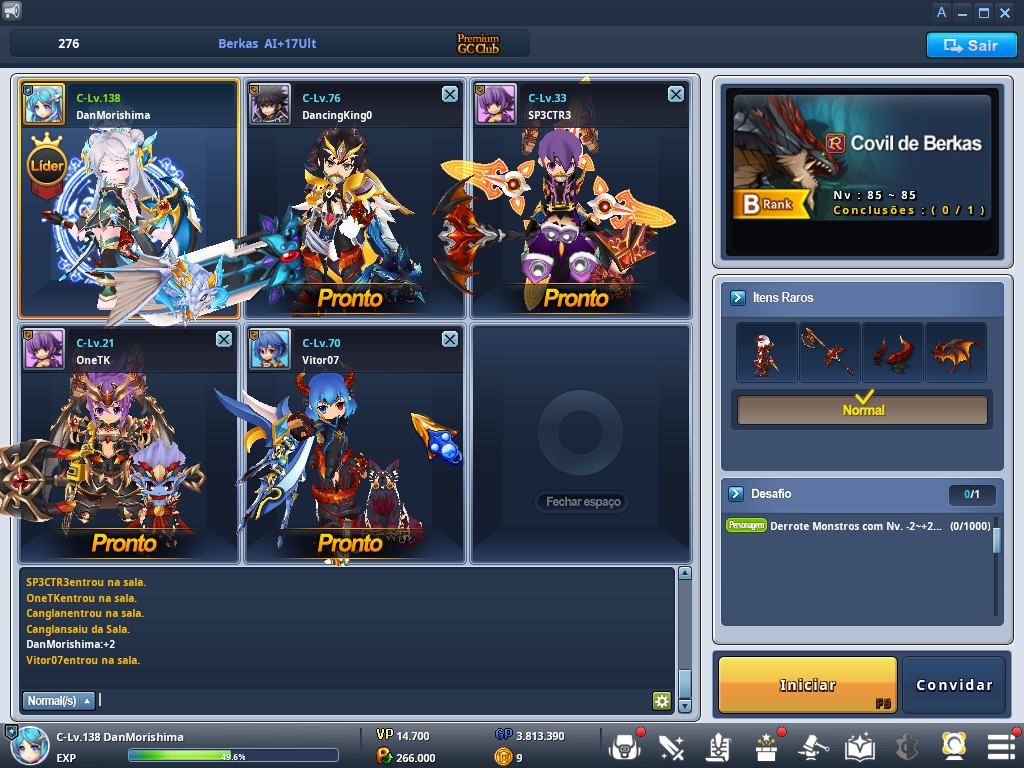 A
276
Berkas AI+17Ult
Premium
GC Club
Sair
C-Lv.138
DanMorishima
Líder
C-Lv.76
DancingKing0
Pronto
C-Lv.33
SP3CTR3
Pronto
C-Lv.21
OneTK
Pronto
C-Lv.70
Vitor07
Pronto
Fechar espaço
R Covil de Berkas
B Rank
Nv : 85 ~ 85
Conclusões : ( 0 / 1 )
Itens Raros
Normal
Desafio
0/1
Personagem Derrote Monstros com Nv. -2~+2... (0/1000)
SP3CTR3entrou na sala.
OneTKentrou na sala.
Canglanentrou na sala.
Canglansaiu da Sala.
DanMorishima:+2
Vitor07entrou na sala.
Normal(/s)
Iniciar
F5
Convidar
C-Lv.138 DanMorishima
EXP
49.6%
VP 14.700
266.000
GP 3.813.390
9